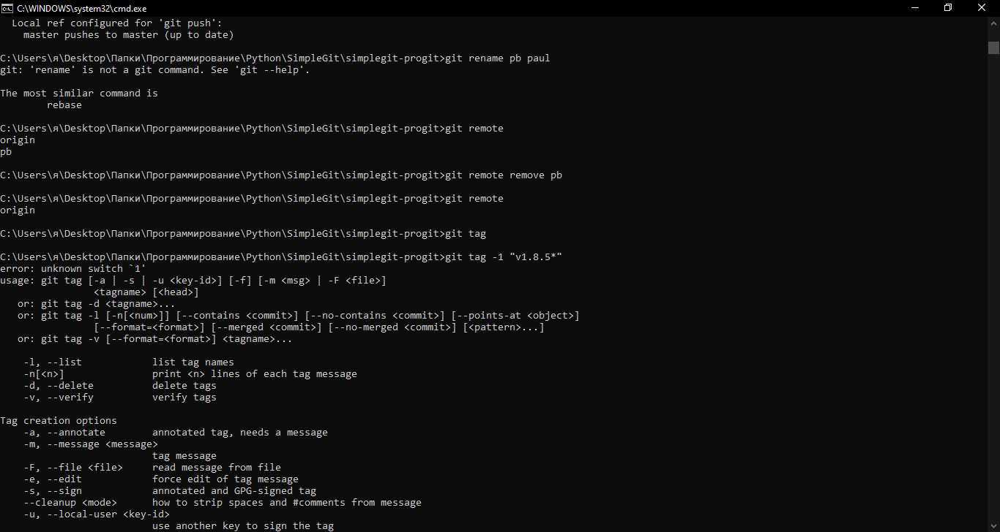 C:\WINDOWS\system32\cmd.exe
Local ref configured for 'git push':
master pushes to master (up to date)
C:\Users\я\Desktop\Папки\Программирование\Python\SimpleGit\simplegit-progit>git rename pb paul
git: 'rename' is not a git command. See 'git --help'.
The most similar command is
rebase
C:\Users\я\Desktop\Папки\Программирование\Python\SimpleGit\simplegit-progit>git remote
origin
pb
C:\Users\я\Desktop\Папки\Программирование\Python\SimpleGit\simplegit-progit>git remote remove pb
C:\Users\я\Desktop\Папки\Программирование\Python\SimpleGit\simplegit-progit>git remote
origin
C:\Users\я\Desktop\Папки\Программирование\Python\SimpleGit\simplegit-progit>git tag
C:\Users\я\Desktop\Папки\Программирование\Python\SimpleGit\simplegit-progit>git tag -1 "v1.8.5*"
error: unknown switch `1'
usage: git tag [-a | -s | -u <key-id>] [-f] [-m <msg> | -F <file>]
<tagname> [<head>]
or: git tag -d <tagname>...
or: git tag -l [-n[<num>]] [--contains <commit>] [--no-contains <commit>] [--points-at <object>]
[--format=<format>] [--merged <commit>] [--no-merged <commit>] [<pattern>...]
or: git tag -v [--format=<format>] <tagname>...
-l, --list list tag names
-n[<n>] print <n> lines of each tag message
-d, --delete delete tags
-v, --verify verify tags
Tag creation options
-a, --annotate annotated tag, needs a message
-m, --message <message>
tag message
-F, --file <file> read message from file
-e, --edit force edit of tag message
-s, --sign annotated and GPG-signed tag
--cleanup <mode> how to strip spaces and #comments from message
-u, --local-user <key-id>
use another key to sign the tag